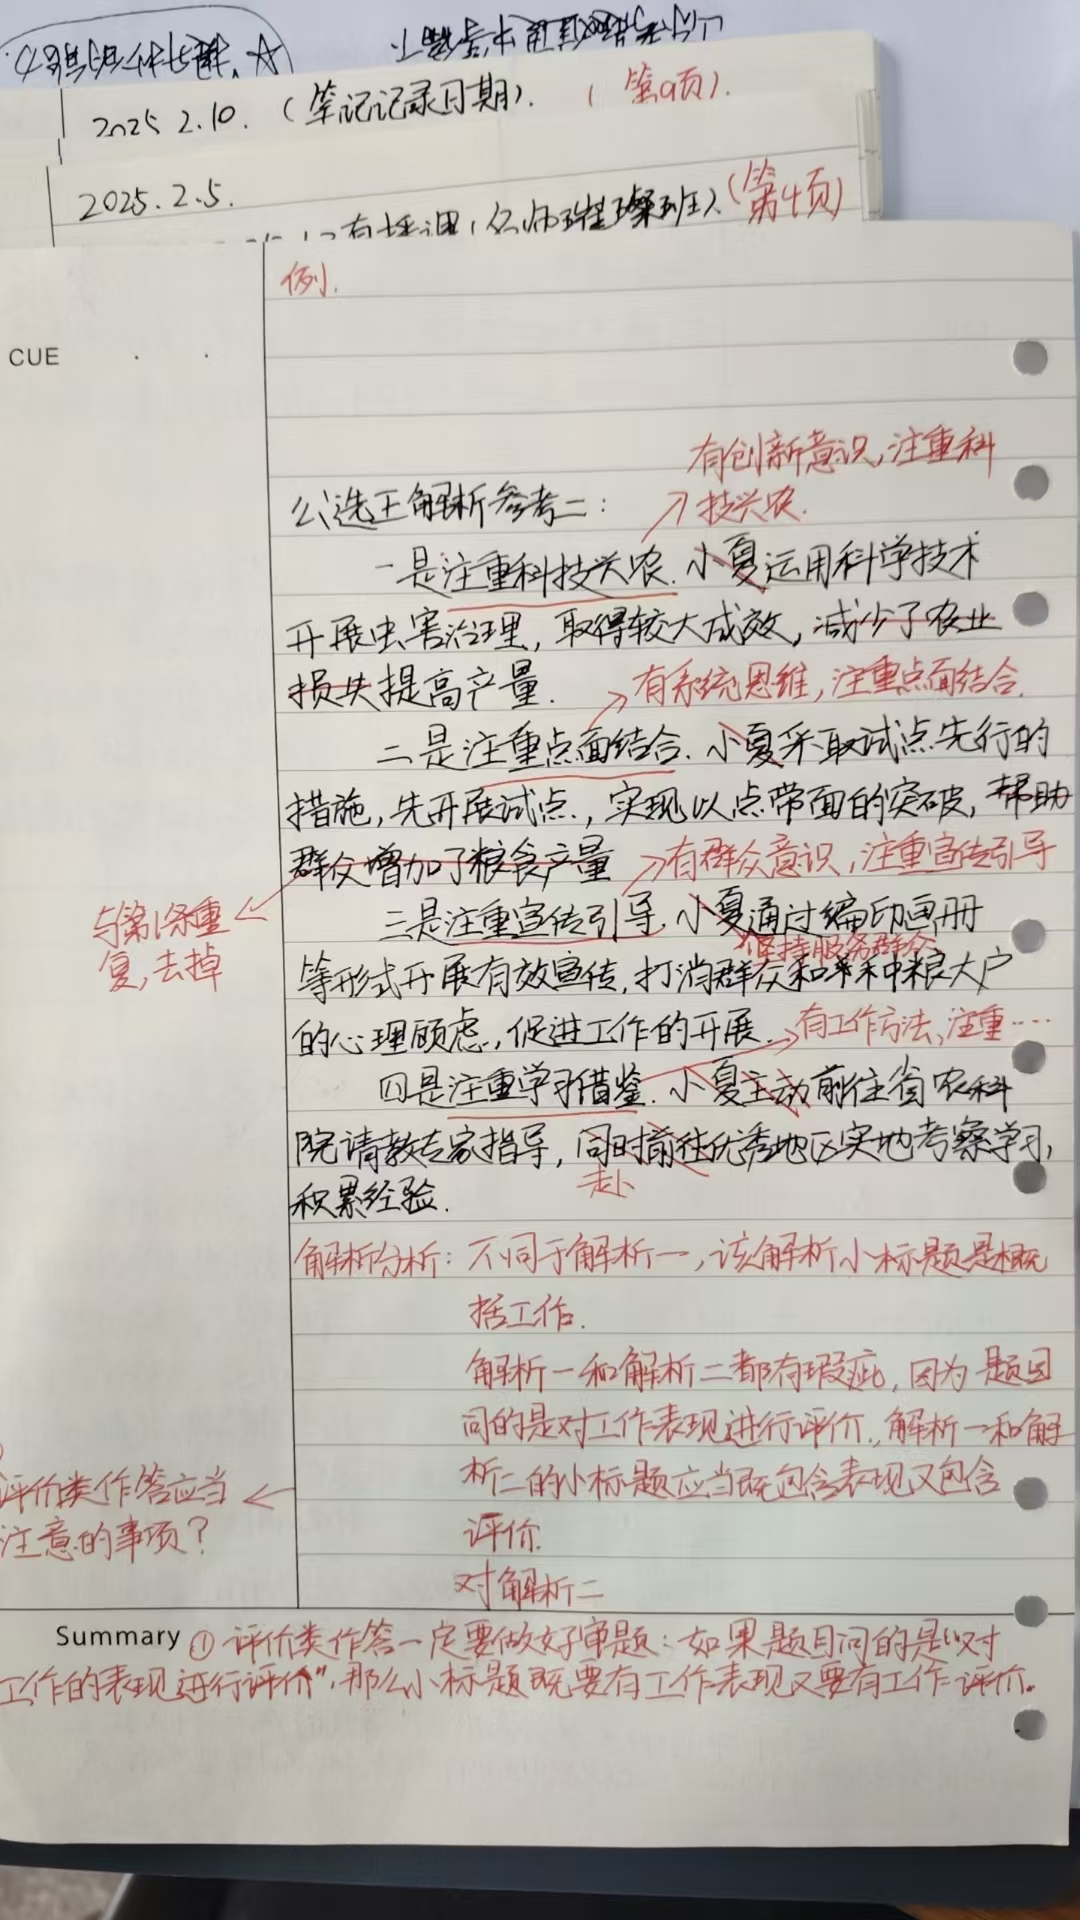 2025 2.10. (笔记记录日期). (第9页).
2025.2.5.
(第4页)
例.
CUE
有创新意识,注重科
技兴农.
公选王解析参考二:
一是注重科技兴农.小夏运用科学技术
开展虫害治理,取得较大成效,减少了农业
损失提高产量.
有系统思维,注重点面结合.
二是注重点面结合.小夏采取试点先行的
措施,先开展试点,实现以点带面的突破,帮助
群众增加了粮食产量
有群众意识,注重宣传引导
与第1条重
复,去掉
三是注重宣传引导.小夏通过编印画册
坚持服务群众
等形式开展有效宣传,打消群众和种粮大户
的心理顾虑,促进工作的开展.
有工作方法,注重……
四是注重学习借鉴.小夏主动前往省农科
院请教专家指导,同时前往优秀地区实地考察学习,
赴
积累经验.
解析分析:不同于解析一,该解析小标题是概
括工作.
解析一和解析二都有瑕疵,因为题目
问的是对工作表现进行评价,解析一和解
析二的小标题应当既包含表现又包含
评价.
对解析二
评价类作答应当
注意的事项?
Summary ①评价类作答一定要做好审题:如果题目问的是“对
工作的表现进行评价”,那么小标题既要有工作表现又要有工作评价.